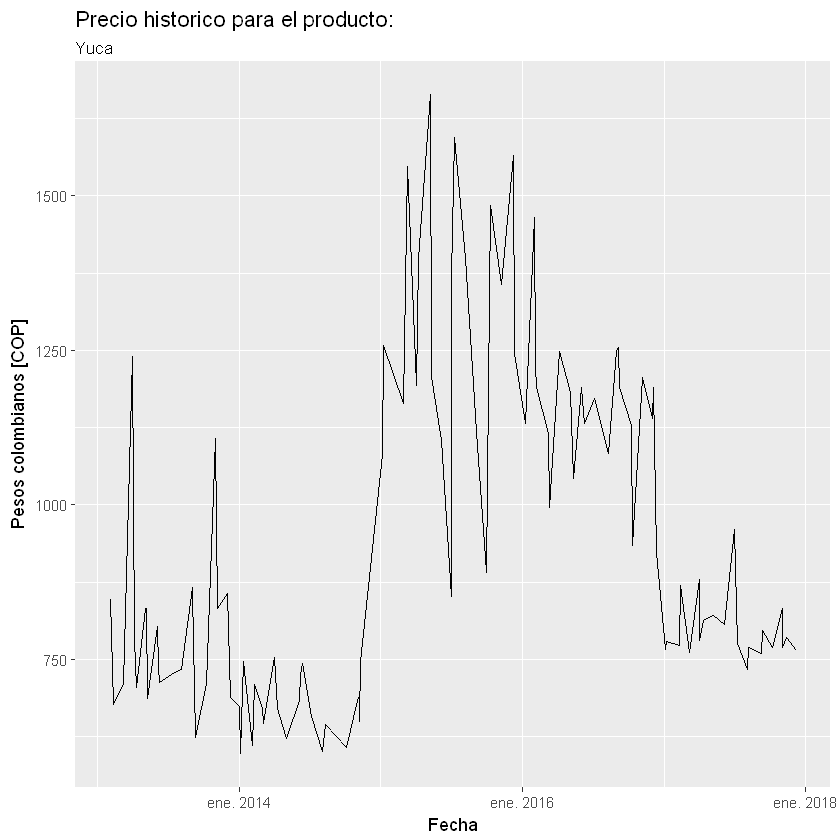 Precio historico para el producto:
Yuca
Pesos colombianos [COP]
1500
1250
1000
750
ene. 2014
ene. 2016
ene. 2018
Fecha